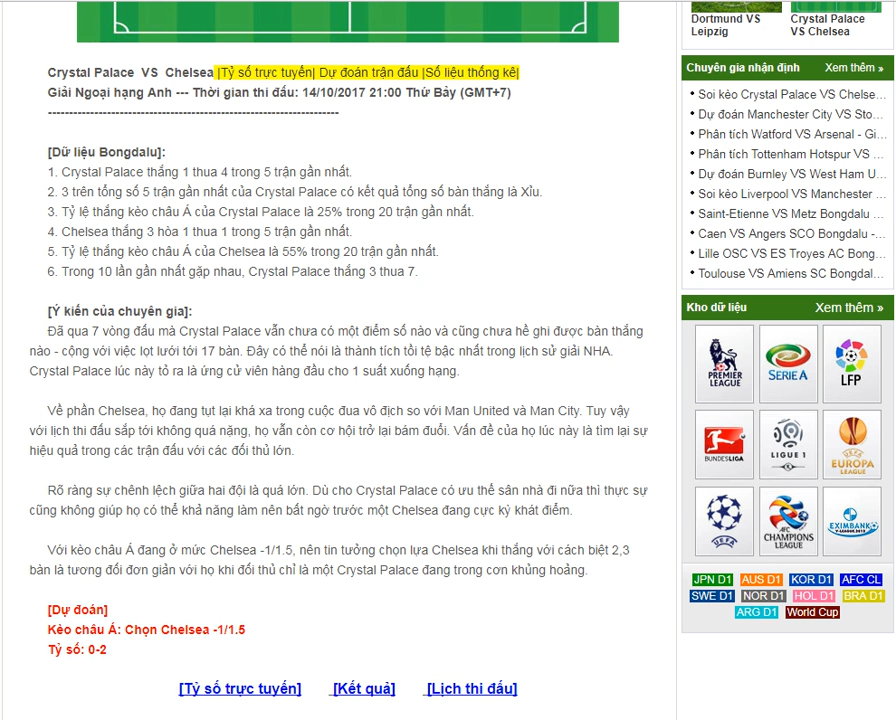 Crystal Palace VS Chelsea |Tỷ số trực tuyến| Dự đoán trận đấu |Số liệu thống kê|
Giải Ngoại hạng Anh --- Thời gian thi đấu: 14/10/2017 21:00 Thứ Bảy (GMT+7)
----------------------------------------------------------------------
[Dữ liệu Bongdalu]:
1. Crystal Palace thắng 1 thua 4 trong 5 trận gần nhất.
2. 3 trên tổng số 5 trận gần nhất của Crystal Palace có kết quả tổng số bàn thắng là Xỉu.
3. Tỷ lệ thắng kèo châu Á của Crystal Palace là 25% trong 20 trận gần nhất.
4. Chelsea thắng 3 hòa 1 thua 1 trong 5 trận gần nhất.
5. Tỷ lệ thắng kèo châu Á của Chelsea là 55% trong 20 trận gần nhất.
6. Trong 10 lần gần nhất gặp nhau, Crystal Palace thắng 3 thua 7.
[Ý kiến của chuyên gia]:
Đã qua 7 vòng đấu mà Crystal Palace vẫn chưa có một điểm số nào và cũng chưa hề ghi được bàn thắng
nào - cộng với việc lọt lưới tới 17 bàn. Đây có thể nói là thành tích tồi tệ bậc nhất trong lịch sử giải NHA.
Crystal Palace lúc này tỏ ra là ứng cử viên hàng đầu cho 1 suất xuống hạng.
Về phần Chelsea, họ đang tụt lại khá xa trong cuộc đua vô địch so với Man United và Man City. Tuy vậy
với lịch thi đấu sắp tới không quá nặng, họ vẫn còn cơ hội trở lại bám đuổi. Vấn đề của họ lúc này là tìm lại sự
hiệu quả trong các trận đấu với các đối thủ lớn.
Rõ ràng sự chênh lệch giữa hai đội là quá lớn. Dù cho Crystal Palace có ưu thế sân nhà đi nữa thì thực sự
cũng không giúp họ có thể khả năng làm nên bất ngờ trước một Chelsea đang cực kỳ khát điểm.
Với kèo châu Á đang ở mức Chelsea -1/1.5, nên tin tưởng chọn lựa Chelsea khi thắng với cách biệt 2,3
bàn là tương đối đơn giản với họ khi đối thủ chỉ là một Crystal Palace đang trong cơn khủng hoảng.
[Dự đoán]
Kèo châu Á: Chọn Chelsea -1/1.5
Tỷ số: 0-2
[Tỷ số trực tuyến] [Kết quả] [Lịch thi đấu]
Dortmund VS Leipzig
Crystal Palace VS Chelsea
Chuyên gia nhận định Xem thêm »
Soi kèo Crystal Palace VS Chelse...
Dự đoán Manchester City VS Sto...
Phân tích Watford VS Arsenal - Gi...
Phân tích Tottenham Hotspur VS ...
Dự đoán Burnley VS West Ham U...
Soi kèo Liverpool VS Manchester ...
Saint-Etienne VS Metz Bongdalu ...
Caen VS Angers SCO Bongdalu -...
Lille OSC VS ES Troyes AC Bong...
Toulouse VS Amiens SC Bongdal...
Kho dữ liệu Xem thêm »
PREMIER LEAGUE
SERIE A
LFP
BUNDESLIGA
LIGUE 1
UEFA EUROPA LEAGUE
UEFA
AFC CHAMPIONS LEAGUE
EXIMBANK
JPN D1 AUS D1 KOR D1 AFC CL
SWE D1 NOR D1 HOL D1 BRA D1
ARG D1 World Cup